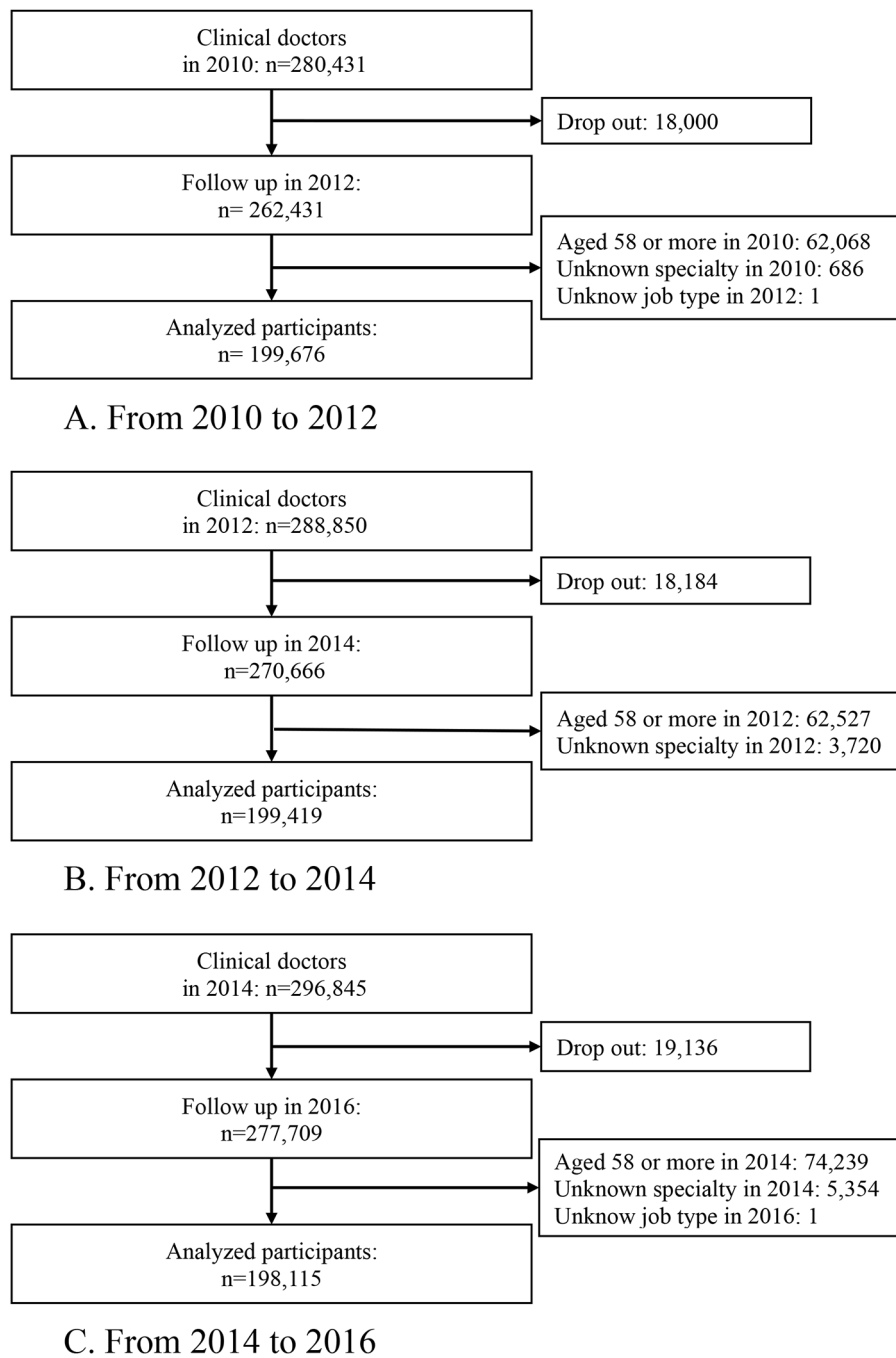 Clinical doctors
in 2010: n=280,431
Drop out: 18,000
Follow up in 2012:
n= 262,431
Aged 58 or more in 2010: 62,068
Unknown specialty in 2010: 686
Unknow job type in 2012: 1
Analyzed participants:
n= 199,676
A. From 2010 to 2012
Clinical doctors
in 2012: n=288,850
Drop out: 18,184
Follow up in 2014:
n=270,666
Aged 58 or more in 2012: 62,527
Unknown specialty in 2012: 3,720
Analyzed participants:
n=199,419
B. From 2012 to 2014
Clinical doctors
in 2014: n=296,845
Drop out: 19,136
Follow up in 2016:
n=277,709
Aged 58 or more in 2014: 74,239
Unknown specialty in 2014: 5,354
Unknow job type in 2016: 1
Analyzed participants:
n=198,115
C. From 2014 to 2016